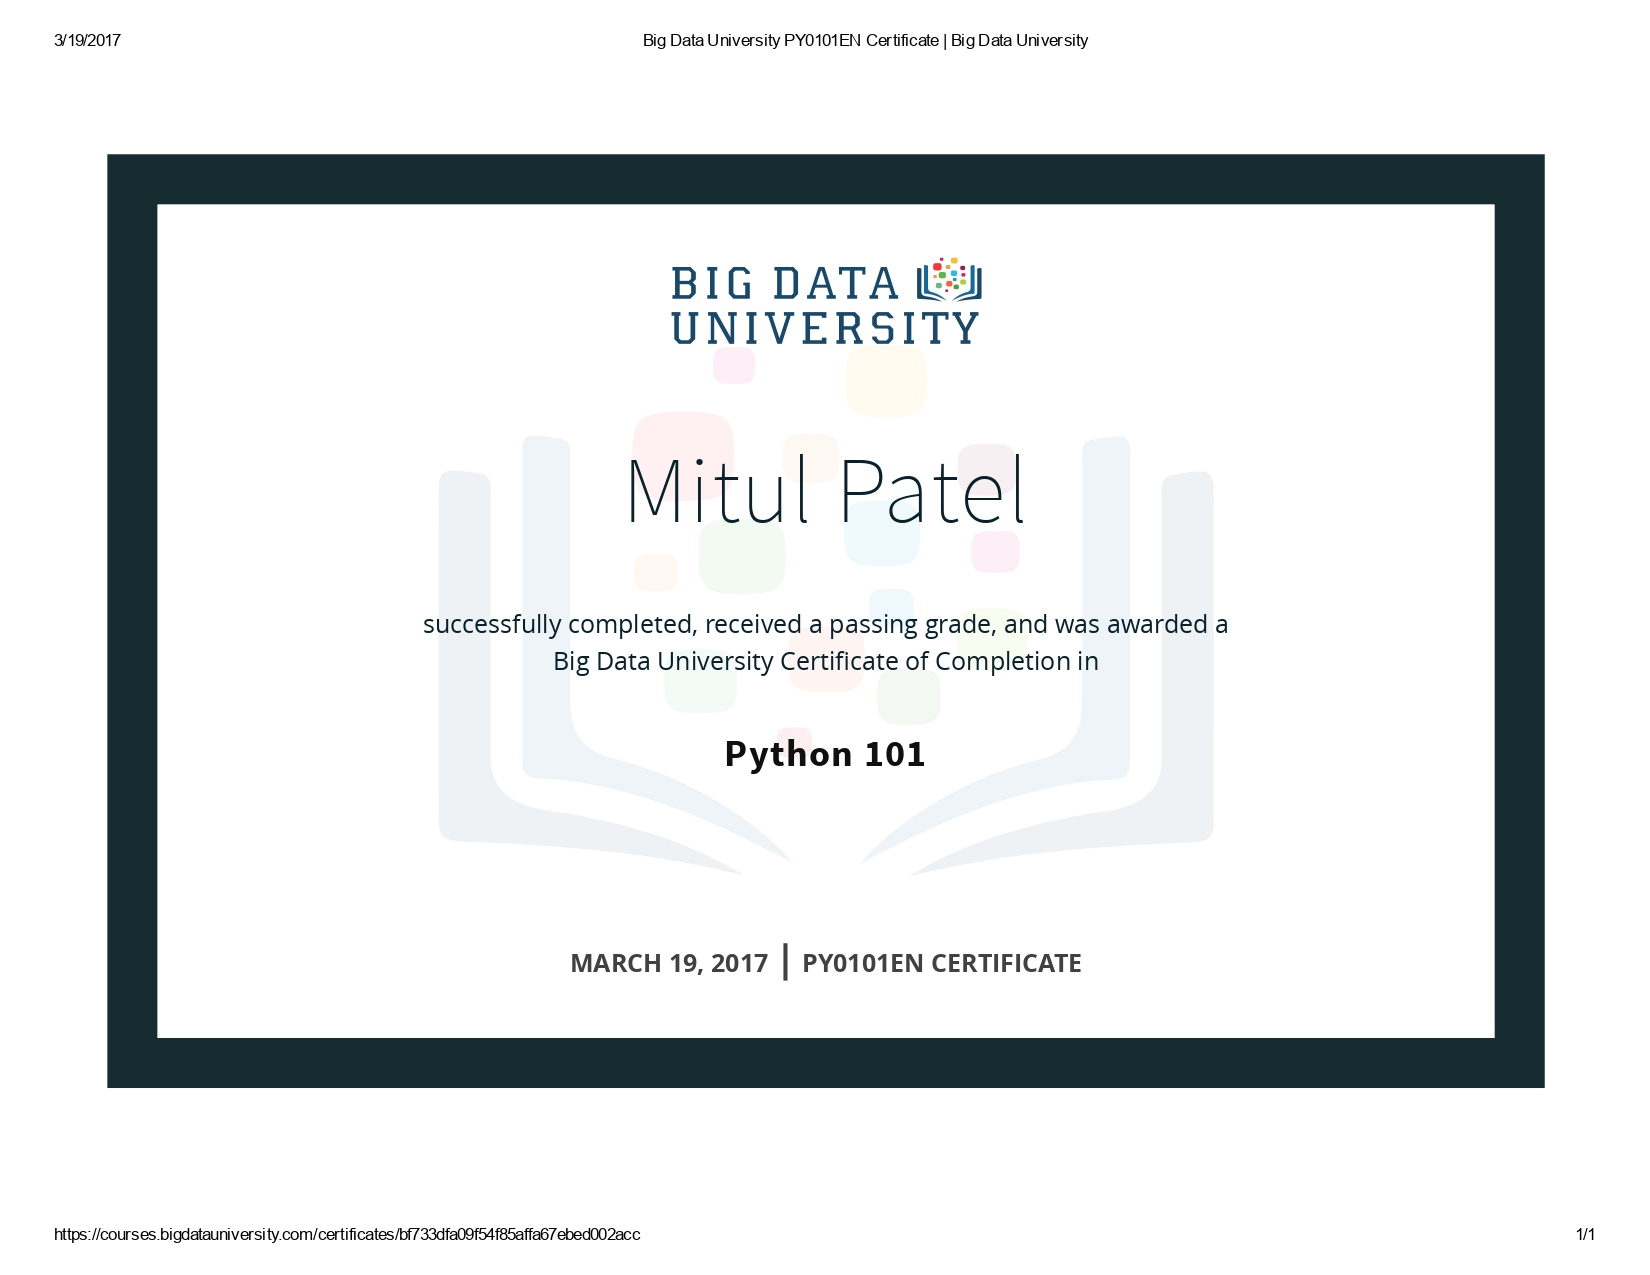 3/19/2017
Big Data University PY0101EN Certificate | Big Data University
BIG DATA
UNIVERSITY
Mitul Patel
successfully completed, received a passing grade, and was awarded a
Big Data University Certificate of Completion in
Python 101
MARCH 19, 2017 | PY0101EN CERTIFICATE
https://courses.bigdatauniversity.com/certificates/bf733dfa09f54f85affa67ebed002acc
1/1